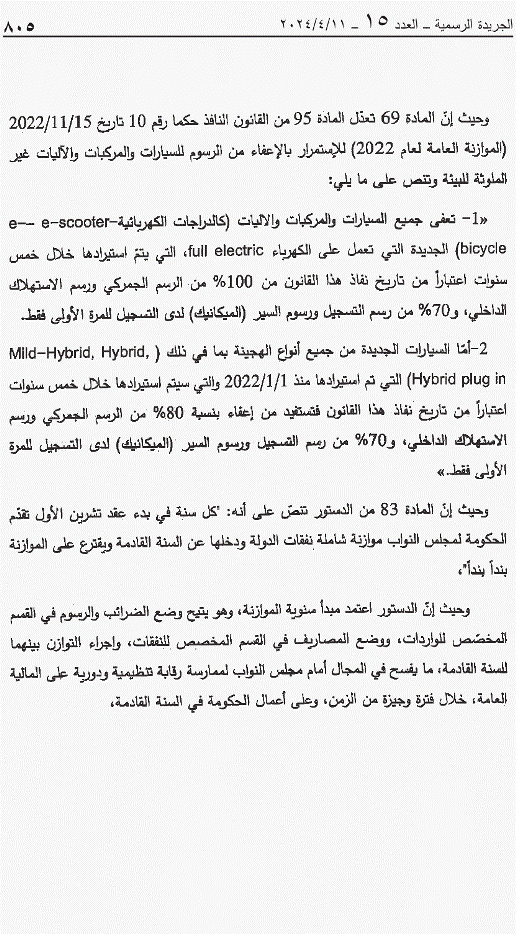 الجريدة الرسمية ـ العدد ١٥ ـ ٢٠٢٤/٤/١١
٨٠٥
وحيث إنّ المادة 69 تعدّل المادة 95 من القانون النافذ حكما رقم 10 تاريخ 2022/11/15
(الموازنة العامة لعام 2022) للإستمرار بالإعفاء من الرسوم للسيارات والمركبات والآليات غير
الملوثة للبيئة وتنص على ما يلي:
«1- تعفى جميع السيارات والمركبات والاليات (كالدراجات الكهربائية-e-scooter --e
bicycle) الجديدة التي تعمل على الكهرباء full electric، التي يتمّ استيرادها خلال خمس
سنوات اعتباراً من تاريخ نفاذ هذا القانون من 100% من الرسم الجمركي ورسم الاستهلاك
الداخلي، و70% من رسم التسجيل ورسوم السير (الميكانيك) لدى التسجيل للمرة الأولى فقط.
2-أمّا السيارات الجديدة من جميع أنواع الهجينة بما في ذلك ( Mild-Hybrid, Hybrid,
Hybrid plug in) التي تم استيرادها منذ 2022/1/1 والتي سيتم استيرادها خلال خمس سنوات
اعتباراً من تاريخ نفاذ هذا القانون فتستفيد من إعفاء بنسبة 80% من الرسم الجمركي ورسم
الاستهلاك الداخلي، و70% من رسم التسجيل ورسوم السير (الميكانيك) لدى التسجيل للمرة
الأولى فقط.»
وحيث إنّ المادة 83 من الدستور تنصّ على أنه: "كل سنة في بدء عقد تشرين الأول تقدّم
الحكومة لمجلس النواب موازنة شاملة نفقات الدولة ودخلها عن السنة القادمة ويقترع على الموازنة
بنداً بنداً"،
وحيث إنّ الدستور اعتمد مبدأ سنوية الموازنة، وهو يتيح وضع الضرائب والرسوم في القسم
المخصّص للواردات، ووضع المصاريف في القسم المخصص للنفقات، واجراء التوازن بينهما
للسنة القادمة، ما يفسح في المجال أمام مجلس النواب لممارسة رقابة تنظيمية ودورية على المالية
العامة، خلال فترة وجيزة من الزمن، وعلى أعمال الحكومة في السنة القادمة،